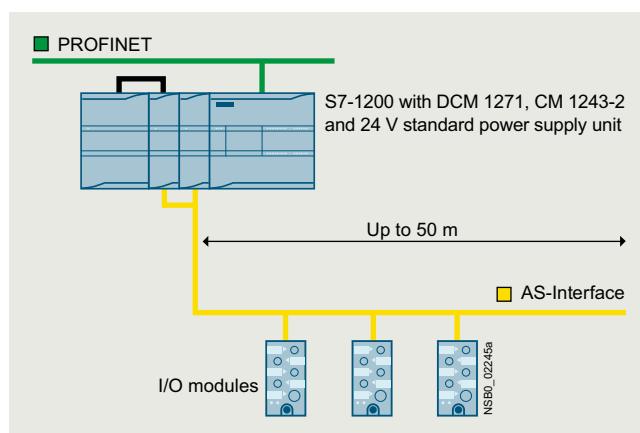 PROFINET
S7-1200 with DCM 1271, CM 1243-2
and 24 V standard power supply unit
Up to 50 m
AS-Interface
I/O modules
NSB0_02245a